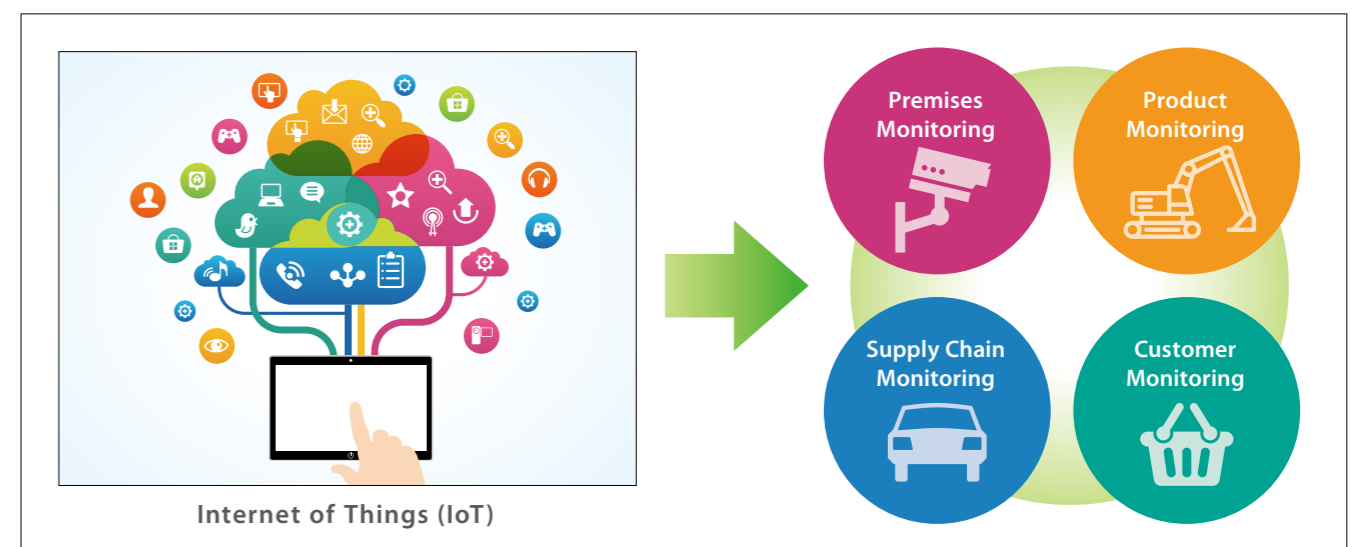 Premises
Monitoring
Product
Monitoring
Supply Chain
Monitoring
Customer
Monitoring
Internet of Things (IoT)